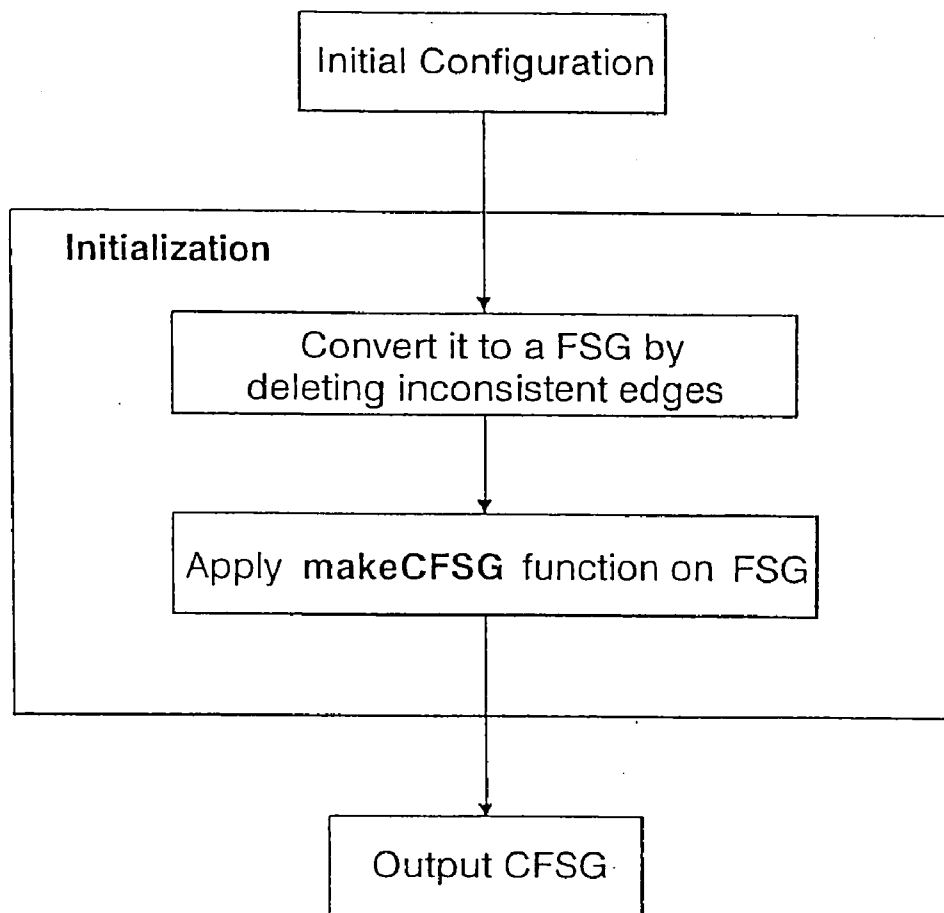 Initial Configuration
Initialization
Convert it to a FSG by
deleting inconsistent edges
Apply makeCFSG function on FSG
Output CFSG